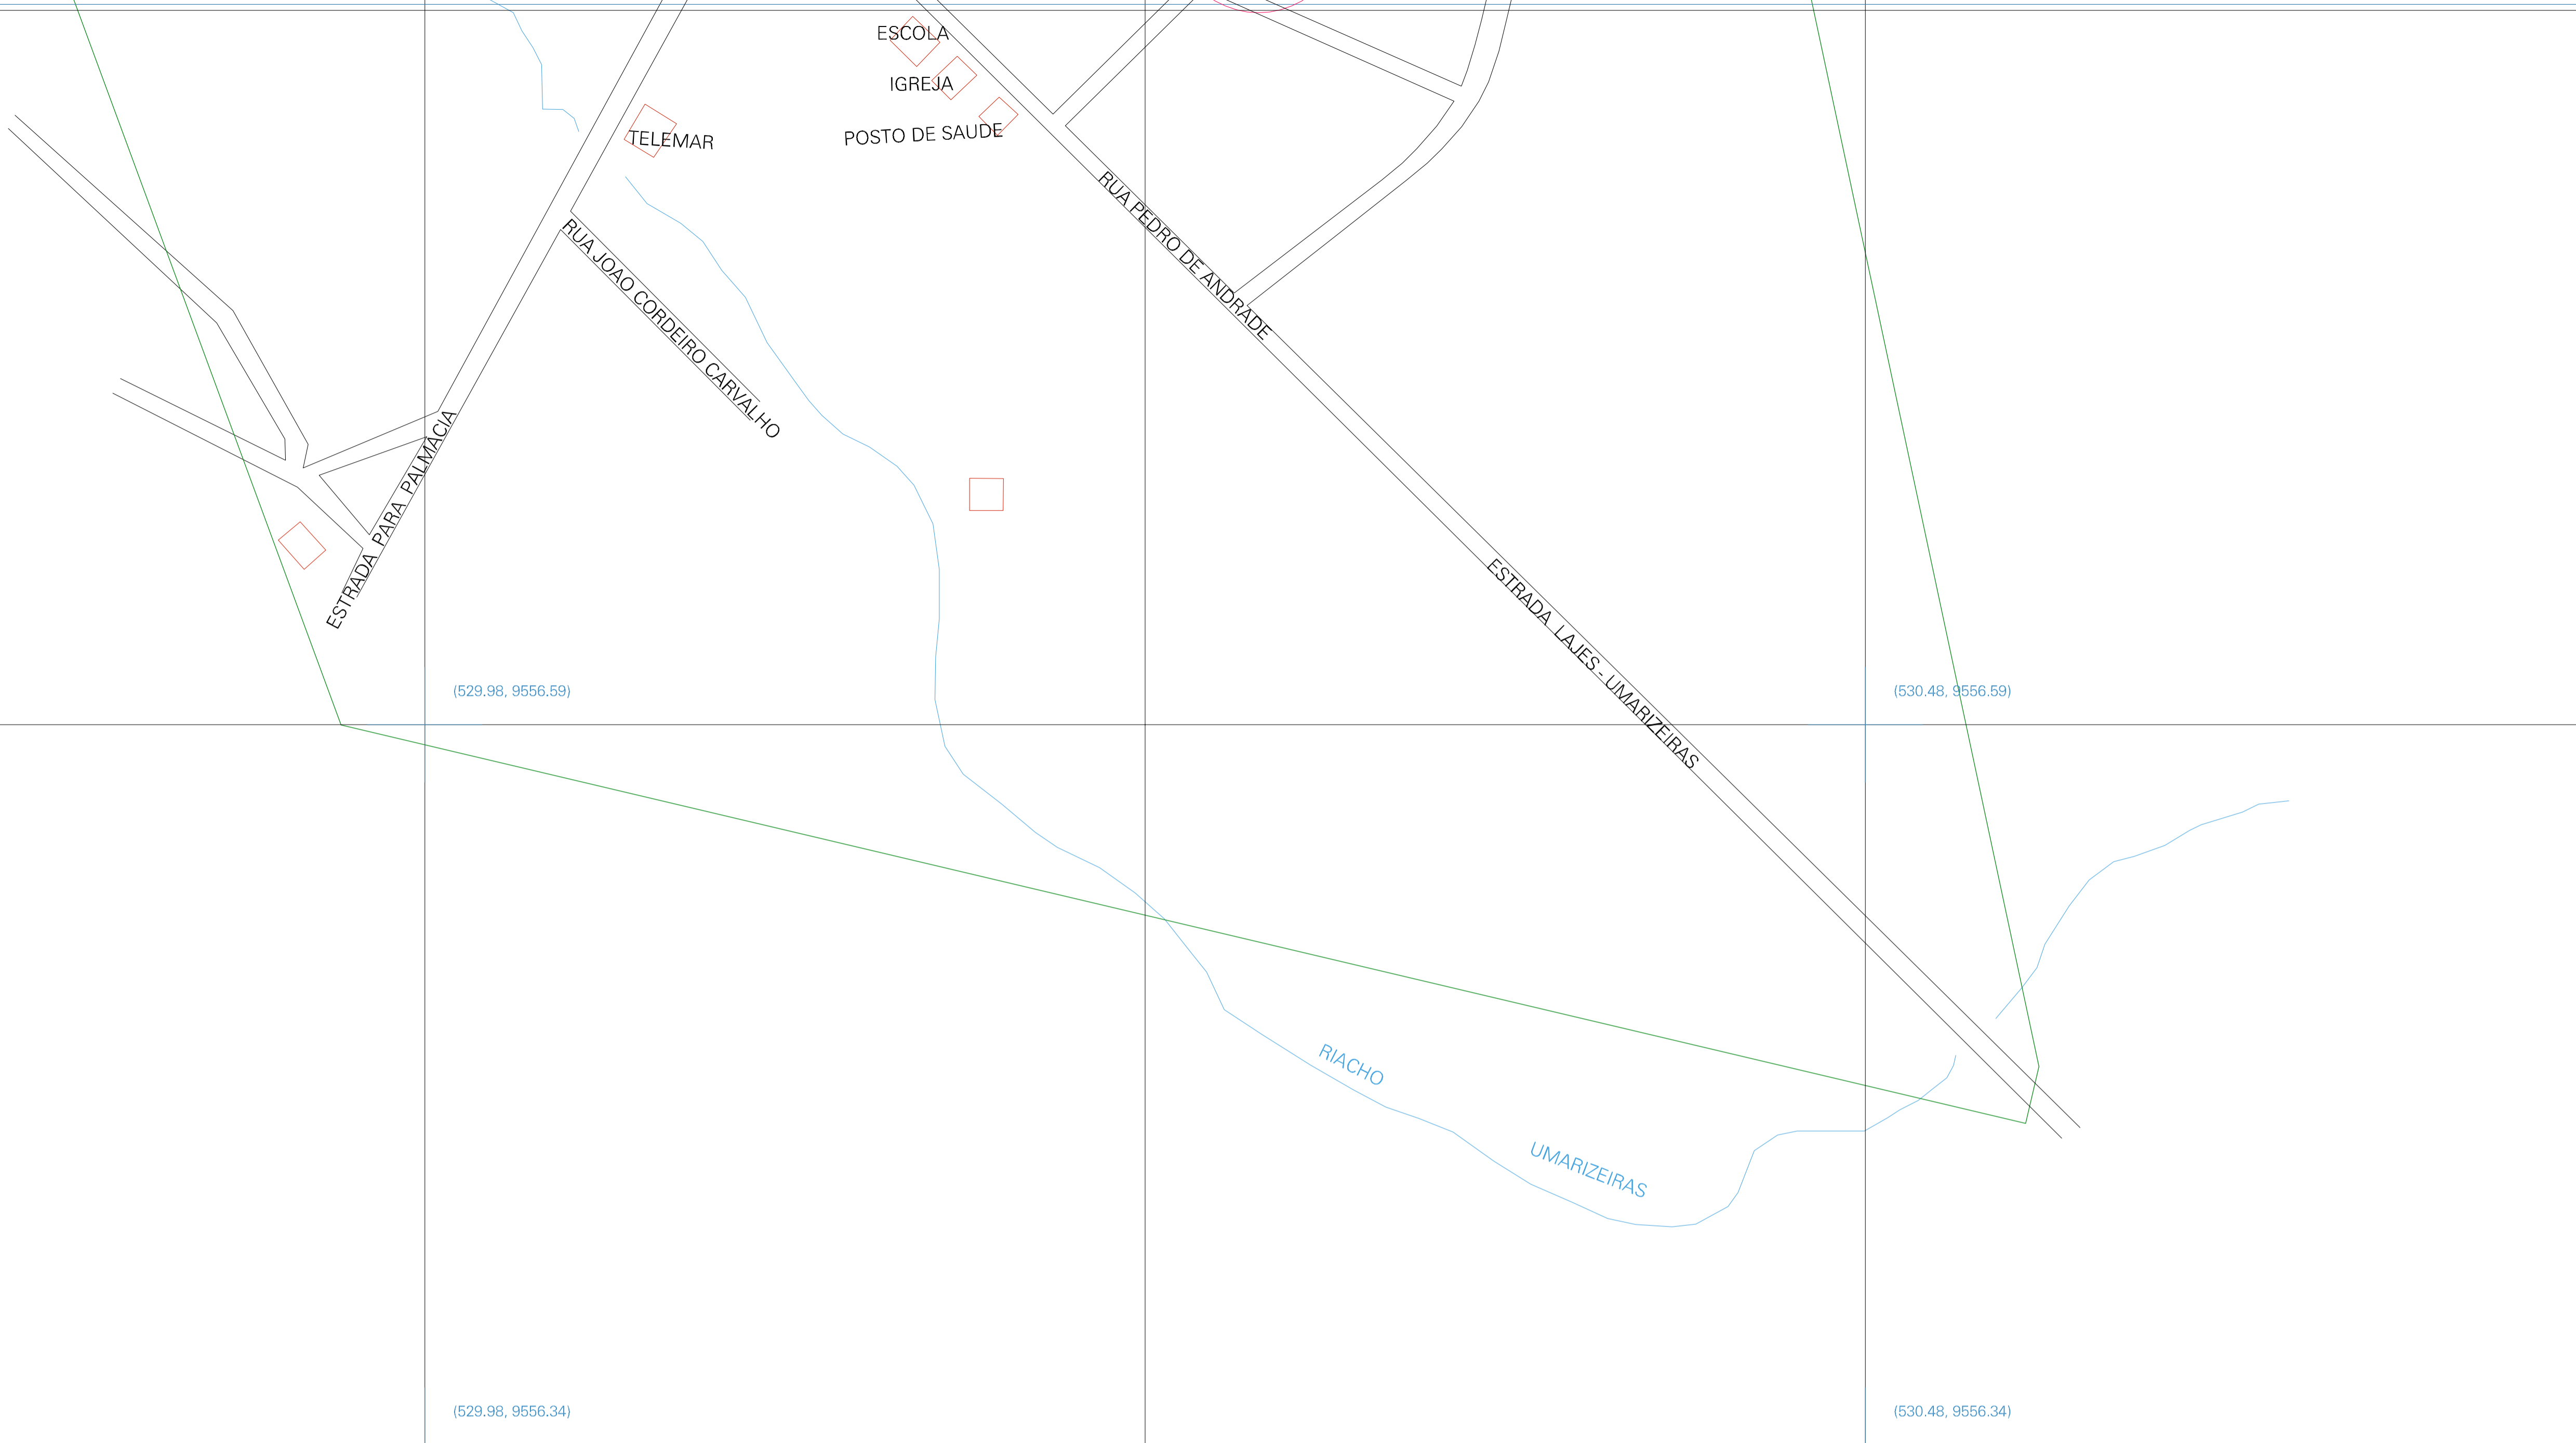 ESCOLA
IGREJA
TELEMAR
POSTO DE SAUDE
RUA PEDRO DE ANDRADE
RUA JOAO CORDEIRO CARVALHO
ESTRADA PARA PALMACIA
ESTRADA LAJES - UMARIZEIRAS
(529.98, 9556.59)
(530.48, 9556.59)
RIACHO
UMARIZEIRAS
(529.98, 9556.34)
(530.48, 9556.34)